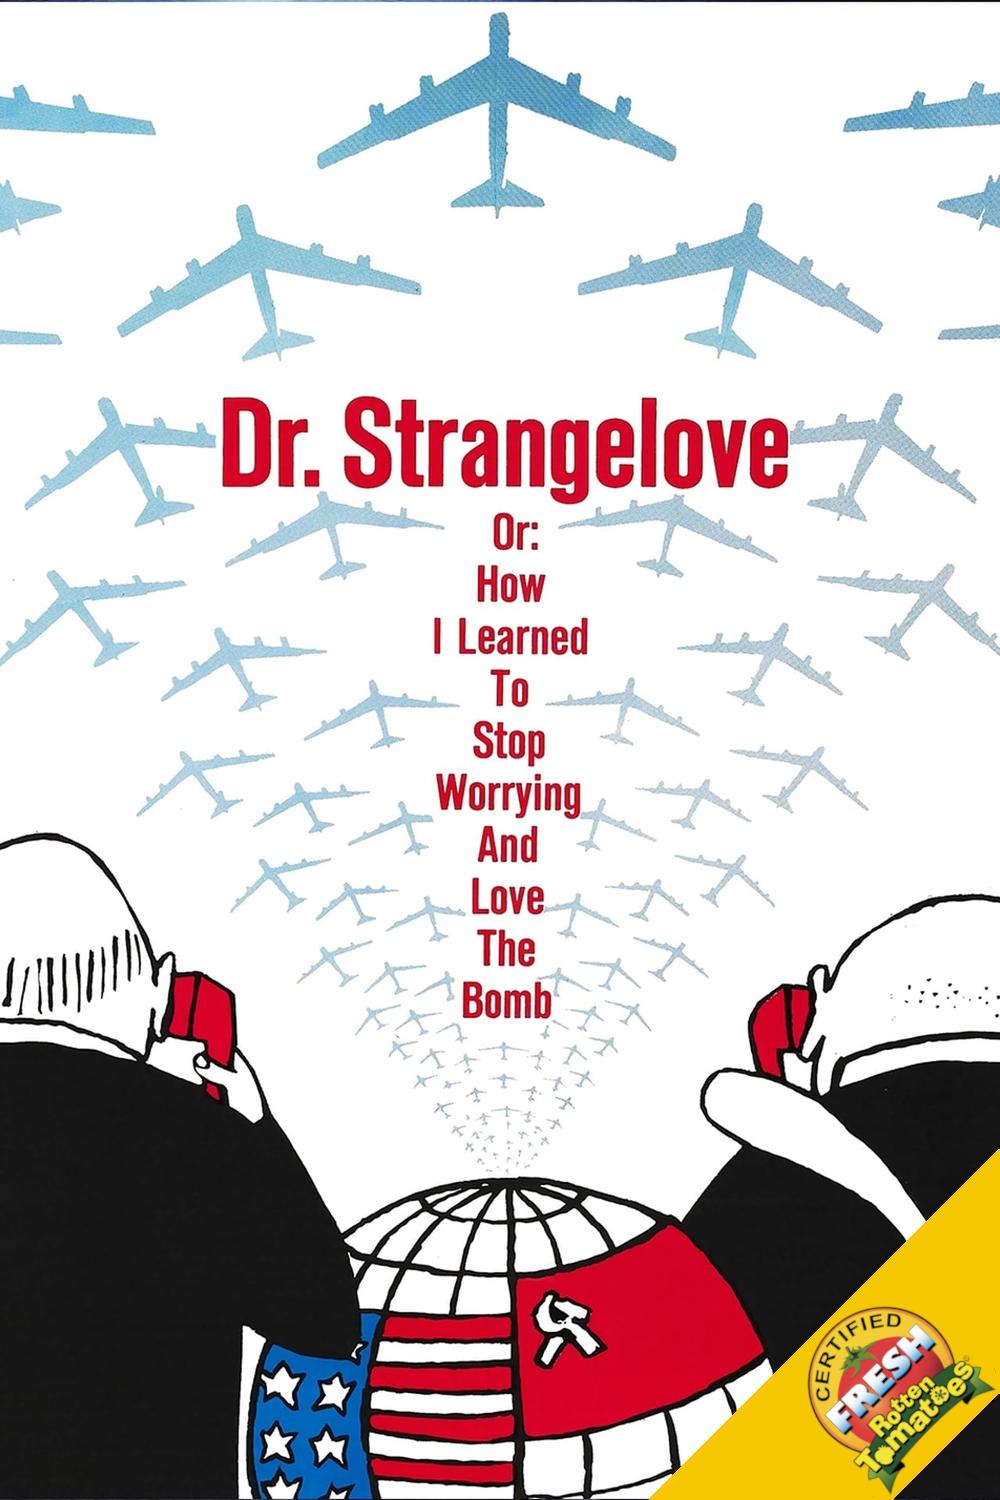 Dr. Strangelove
Or:
How
I Learned
To
Stop
Worrying
And
Love
The
Bomb
CERTIFIED
FRESH
Rotten
Tomatoes